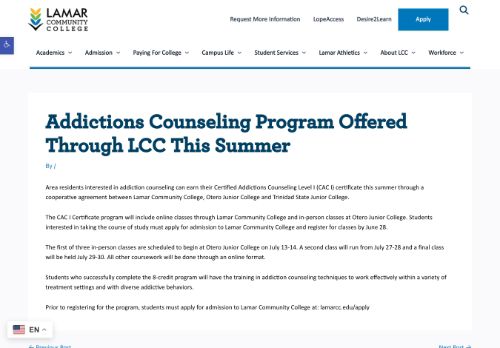 LAMAR
COMMUNITY
COLLEGE
Request More Information LopeAccess Desire2Learn Apply
Academics Admission Paying For College Campus Life Student Services Lamar Athletics About LCC Workforce
Addictions Counseling Program Offered
Through LCC This Summer
By /
Area residents interested in addiction counseling can earn their Certified Addictions Counseling Level I (CAC I) certificate this summer through a
cooperative agreement between Lamar Community College, Otero Junior College and Trinidad State Junior College.
The CAC I Certificate program will include online classes through Lamar Community College and in-person classes at Otero Junior College. Students
interested in taking the course of study must apply for admission to Lamar Community College and register for classes by June 28.
The first of three in-person classes are scheduled to begin at Otero Junior College on July 13-14. A second class will run from July 27-28 and a final class
will be held July 29-30. All other coursework will be done through an online format.
Students who successfully complete the 8-credit program will have the training in addiction counseling techniques to work effectively within a variety of
treatment settings and with diverse addictive behaviors.
Prior to registering for the program, students must apply for admission to Lamar Community College at: lamarcc.edu/apply
EN
← Previous Post Next Post →